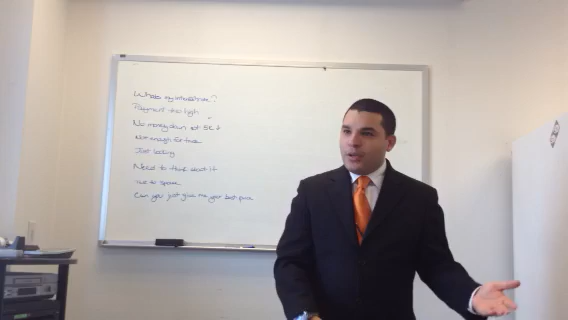 Whats my interest rate?
Payment too high
No money down
Not enough for trade
Just looking
Need to think about it
to spouse
Can you just give me your best price